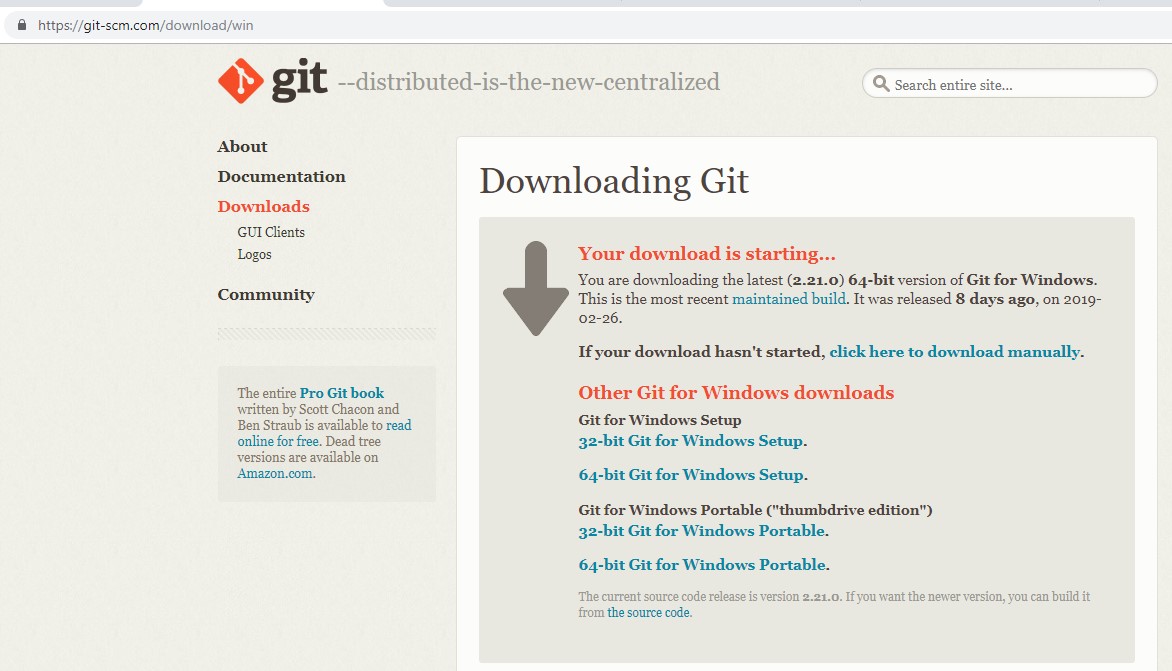 https://git-scm.com/download/win
git --distributed-is-the-new-centralized
Search entire site...
About
Documentation
Downloads
GUI Clients
Logos
Community
The entire Pro Git book
written by Scott Chacon and
Ben Straub is available to read
online for free. Dead tree
versions are available on
Amazon.com.
Downloading Git
Your download is starting...
You are downloading the latest (2.21.0) 64-bit version of Git for Windows.
This is the most recent maintained build. It was released 8 days ago, on 2019-
02-26.
If your download hasn't started, click here to download manually.
Other Git for Windows downloads
Git for Windows Setup
32-bit Git for Windows Setup.
64-bit Git for Windows Setup.
Git for Windows Portable ("thumbdrive edition")
32-bit Git for Windows Portable.
64-bit Git for Windows Portable.
The current source code release is version 2.21.0. If you want the newer version, you can build it
from the source code.